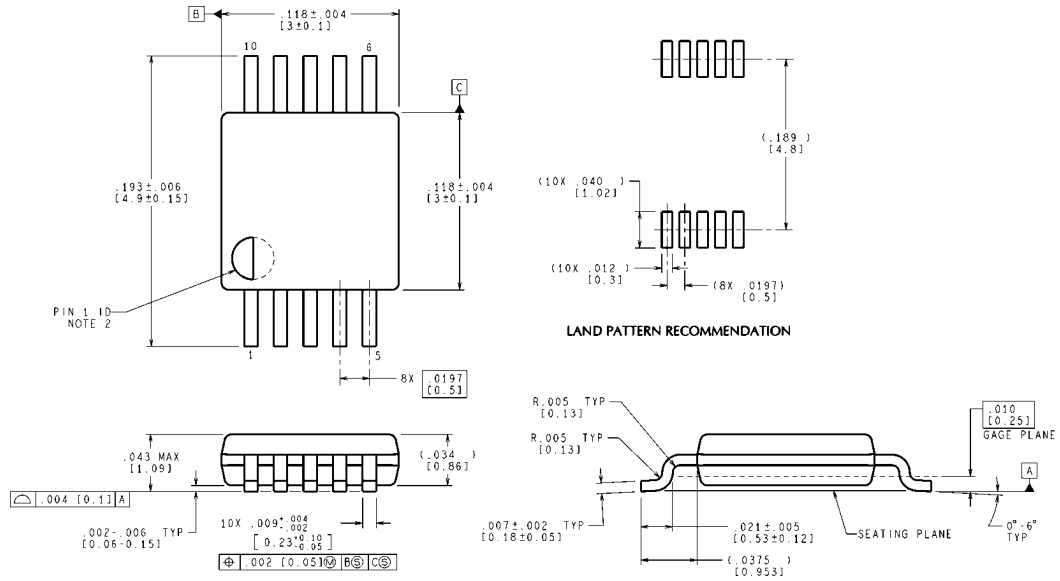 B
.118±.004
[3±0.1]
10
6
C
.193±.006
[4.9±0.15]
.118±.004
[3±0.1]
PIN 1 ID
NOTE 2
1
5
8X .0197
[0.5]
(.189 )
[4.8]
(10X .040 )
[1.02]
(10X .012 )
[0.3]
(8X .0197)
[0.5]
LAND PATTERN RECOMMENDATION
.043 MAX
[1.09]
(.034 )
[0.86]
⌓ .004 [0.1] A
.002-.006 TYP
[0.06-0.15]
10X .009 +.004 -.002
[ 0.23 +0.10 -0.05 ]
⌖ .002 [0.05]Ⓜ BⓈ CⓈ
R.005 TYP
[0.13]
R.005 TYP
[0.13]
.010
[0.25]
GAGE PLANE
A
.007±.002 TYP
[0.18±0.05]
.021±.005
[0.53±0.12]
(.0375 )
[0.953]
SEATING PLANE
0°-6°
TYP